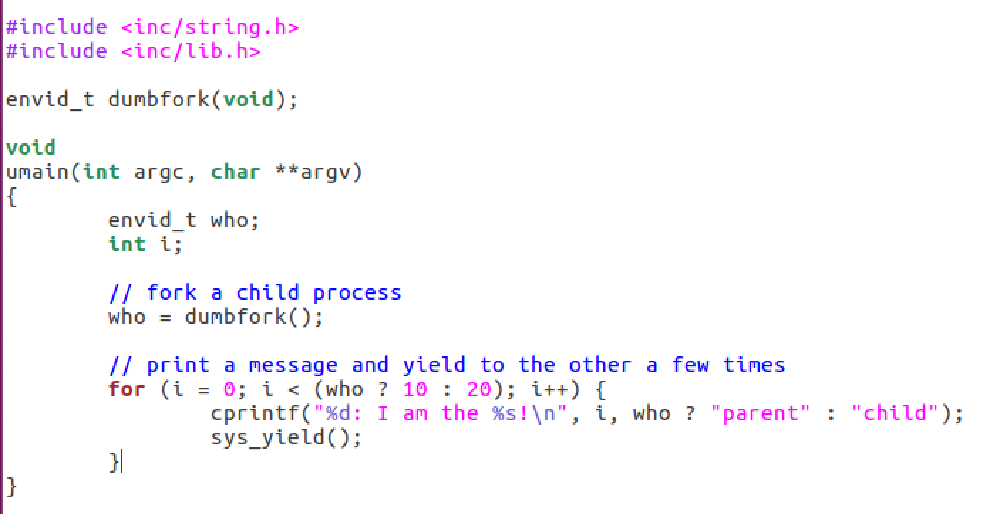 #include <inc/string.h>
#include <inc/lib.h>

envid_t dumbfork(void);

void
umain(int argc, char **argv)
{
        envid_t who;
        int i;

        // fork a child process
        who = dumbfork();

        // print a message and yield to the other a few times
        for (i = 0; i < (who ? 10 : 20); i++) {
                cprintf("%d: I am the %s!\n", i, who ? "parent" : "child");
                sys_yield();
        }
}